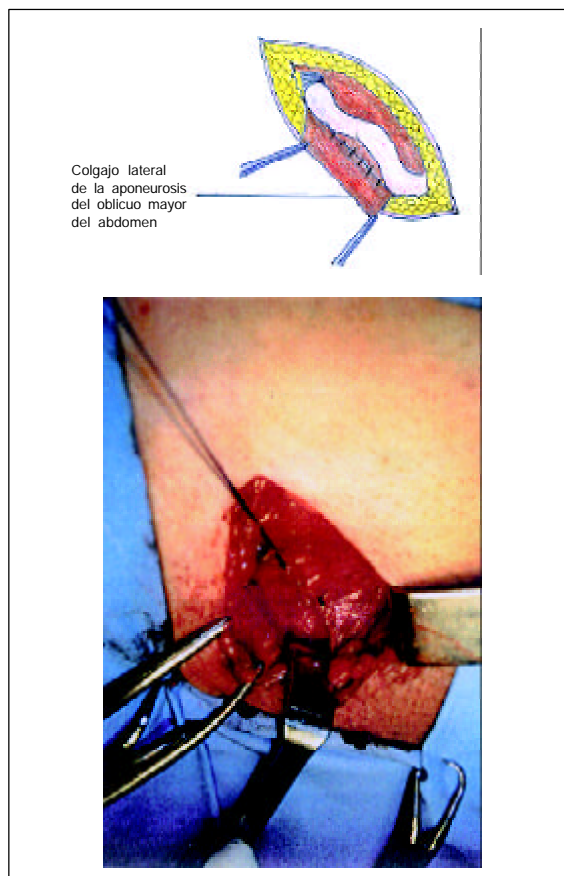 Colgajo lateral
de la aponeurosis
del oblicuo mayor
del abdomen